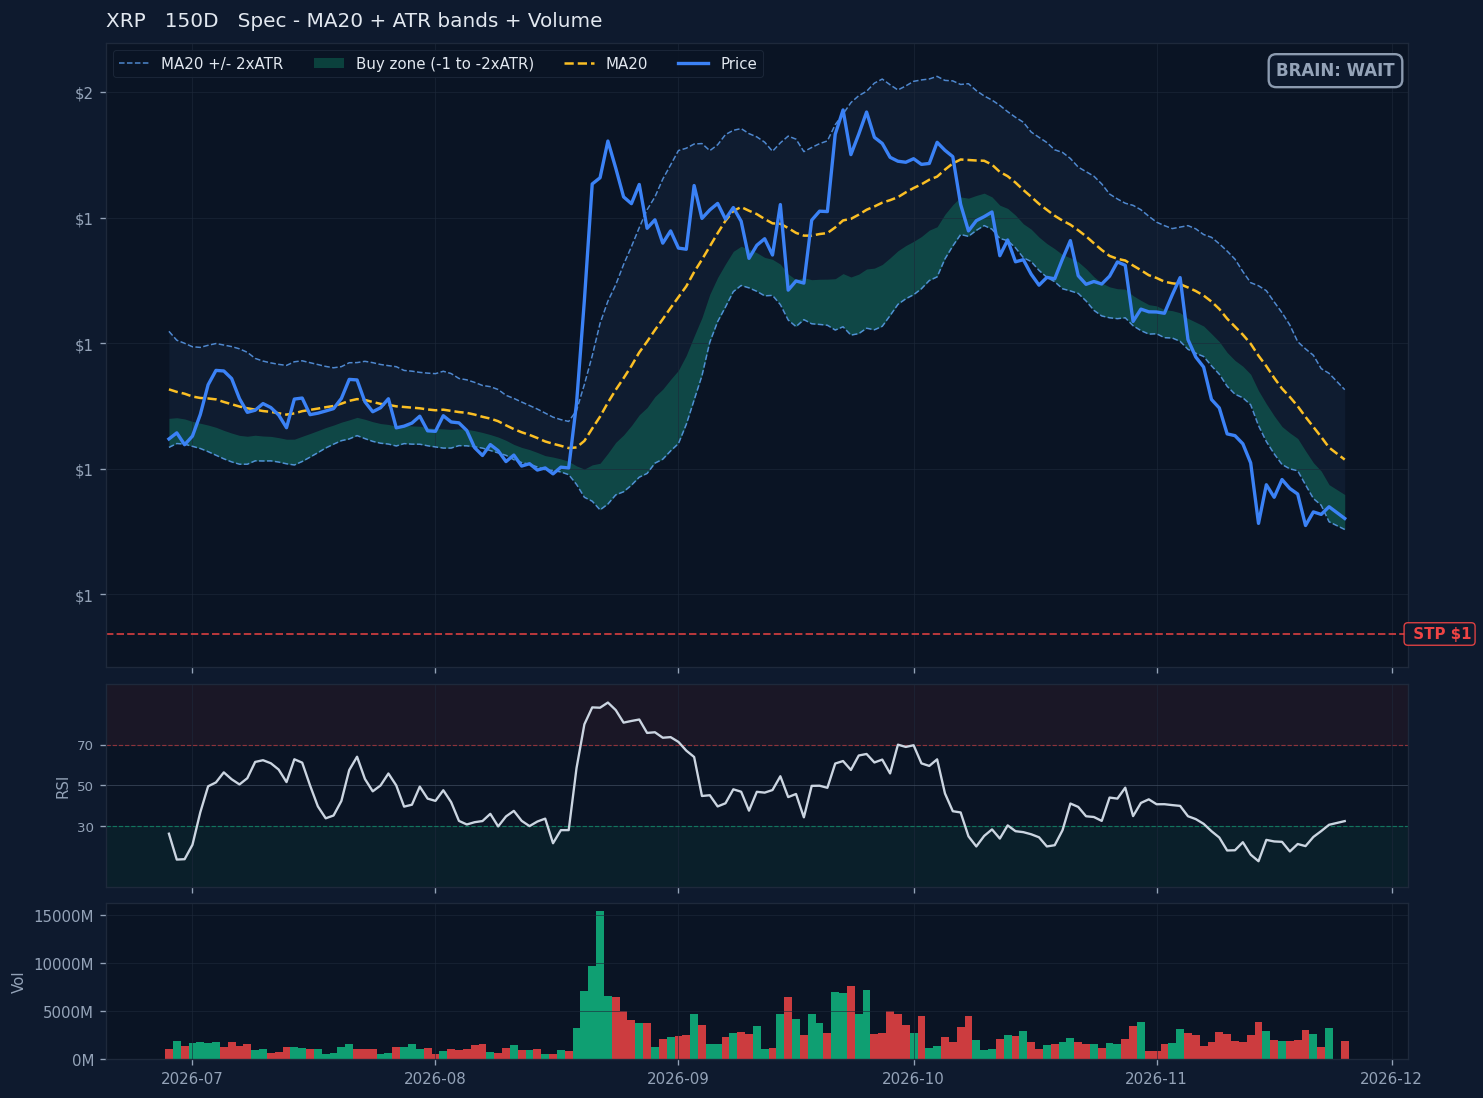 XRP   150D   Spec - MA20 + ATR bands + Volume
MA20 +/- 2xATR   Buy zone (-1 to -2xATR)   MA20   Price
BRAIN: WAIT
$2
$1
$1
$1
$1
STP $1
RSI
70
50
30
Vol
15000M
10000M
5000M
0M
2026-07   2026-08   2026-09   2026-10   2026-11   2026-12